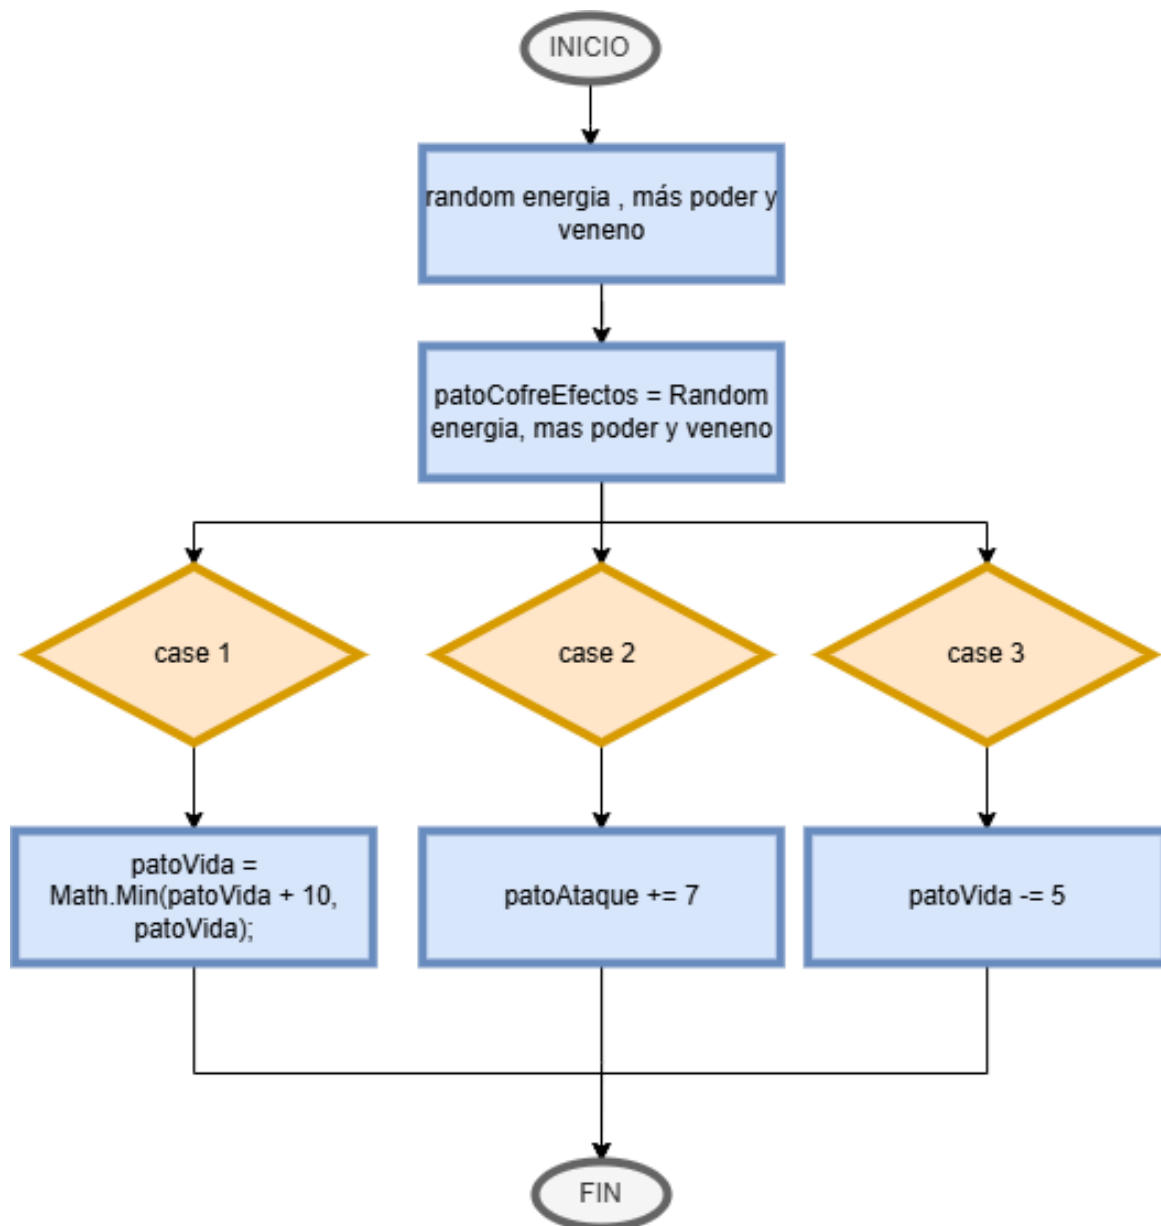 INICIO
random energia , más poder y
veneno
patoCofreEfectos = Random
energia, mas poder y veneno
case 1
case 2
case 3
patoVida =
Math.Min(patoVida + 10,
patoVida);
patoAtaque += 7
patoVida -= 5
FIN